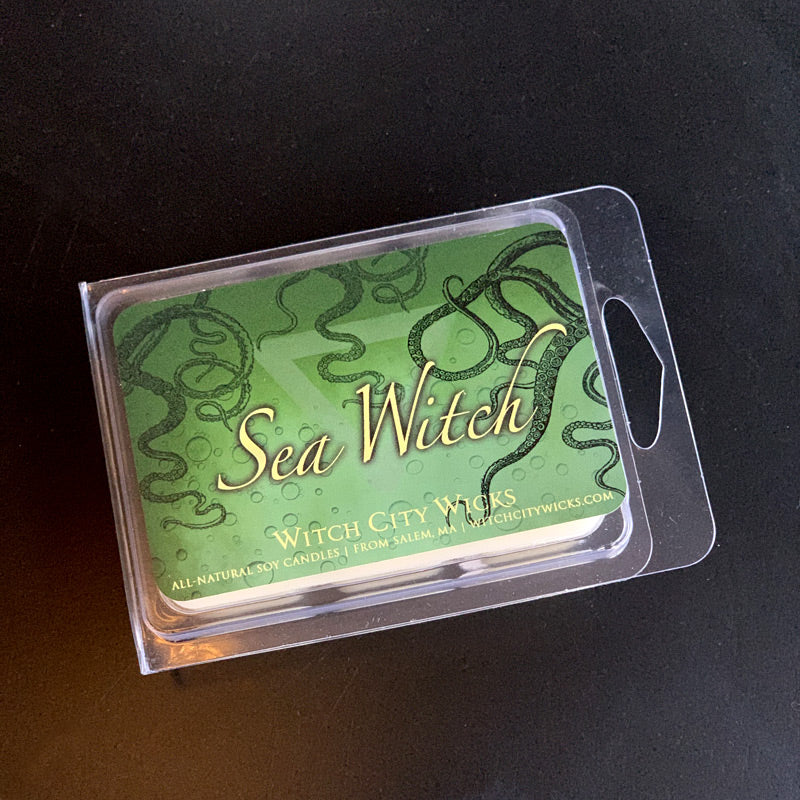 Sea Witch
Witch City Wicks
ALL-NATURAL SOY CANDLES | FROM SALEM, MA | WITCHCITYWICKS.COM